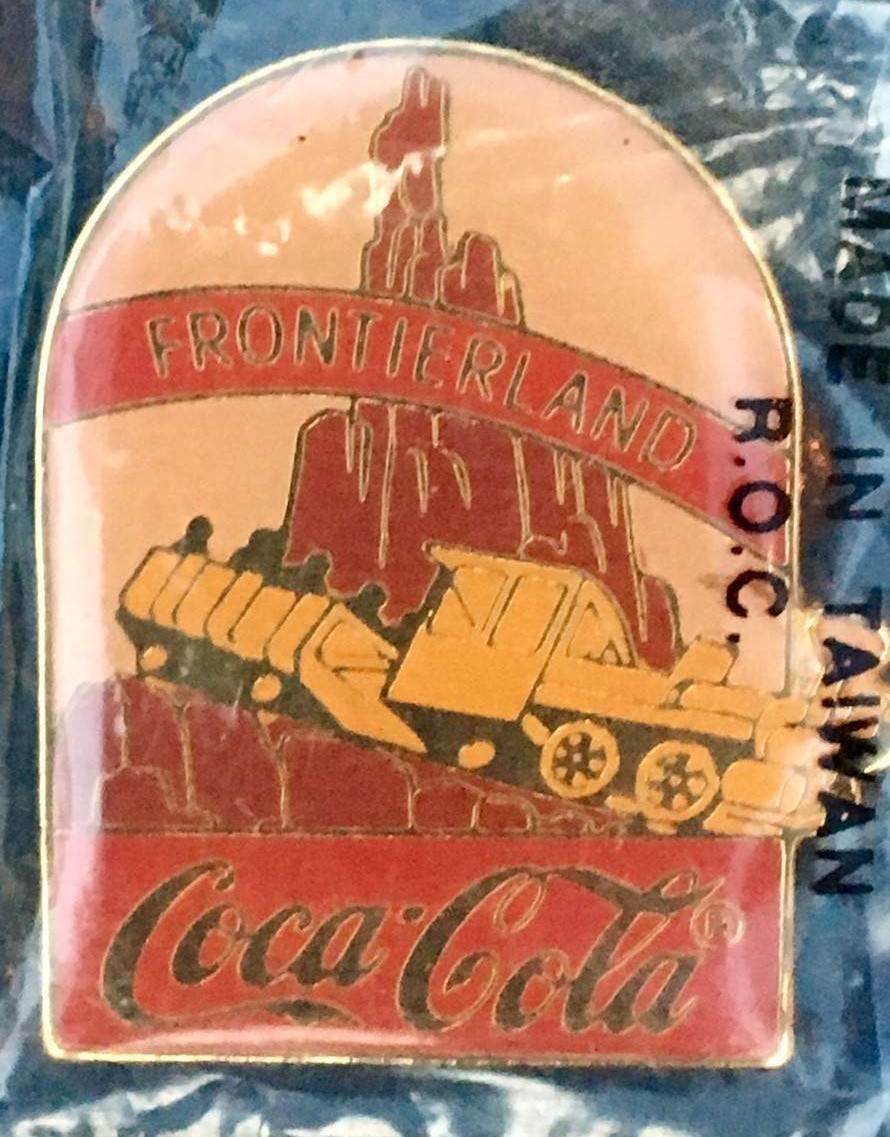 FRONTIERLAND
Coca-Cola®
MADE IN TAIWAN
R.O.C.